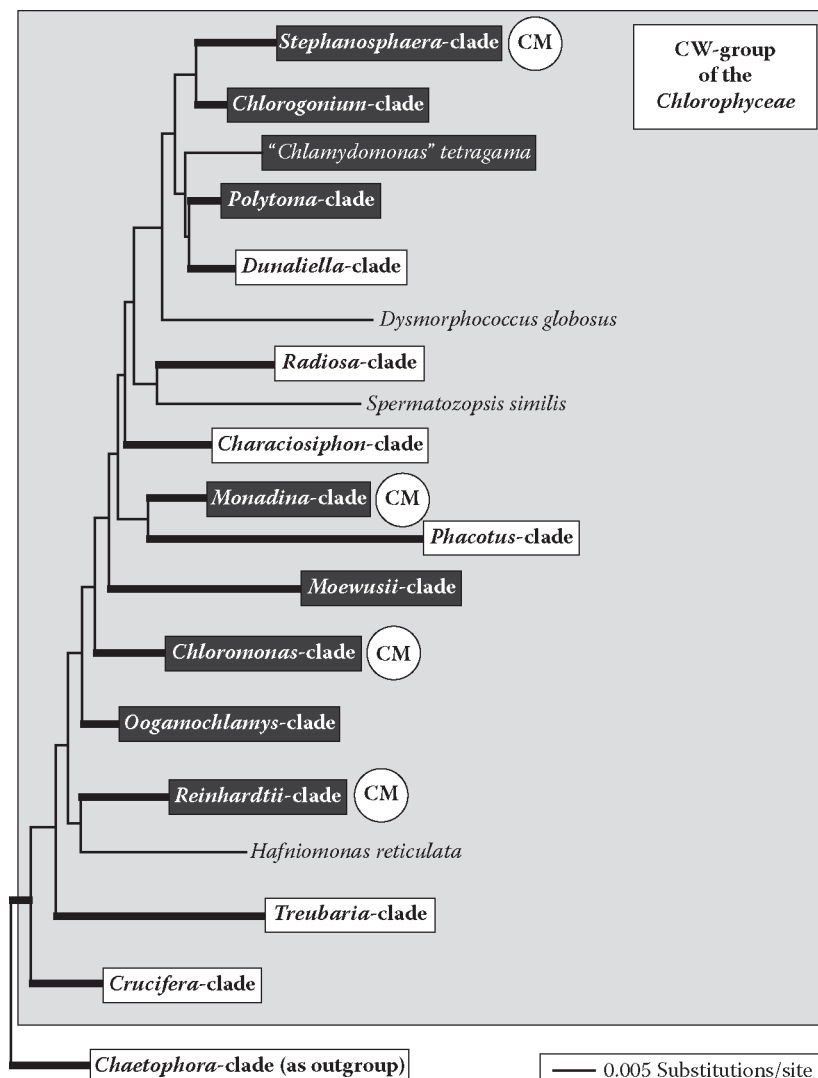 Stephanosphaera-clade CM
CW-group
of the
Chlorophyceae
Chlorogonium-clade
“Chlamydomonas” tetragama
Polytoma-clade
Dunaliella-clade
Dysmorphococcus globosus
Radiosa-clade
Spermatozopsis similis
Characiosiphon-clade
Monadina-clade CM
Phacotus-clade
Moewusii-clade
Chloromonas-clade CM
Oogamochlamys-clade
Reinhardtii-clade CM
Hafniomonas reticulata
Treubaria-clade
Crucifera-clade
Chaetophora-clade (as outgroup)
0.005 Substitutions/site